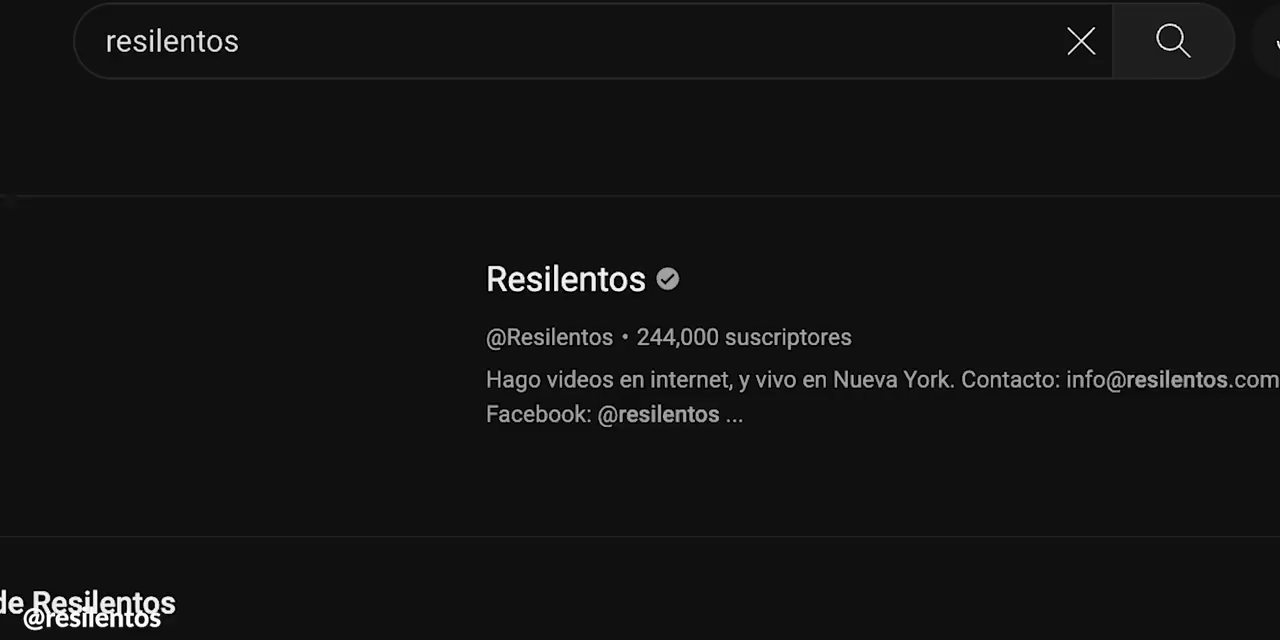 resilentos
Resilentos
@Resilentos • 244,000 suscriptores
Hago videos en internet, y vivo en Nueva York. Contacto: info@resilentos.com
Facebook: @resilentos ...
de Resilentos
@resilentos